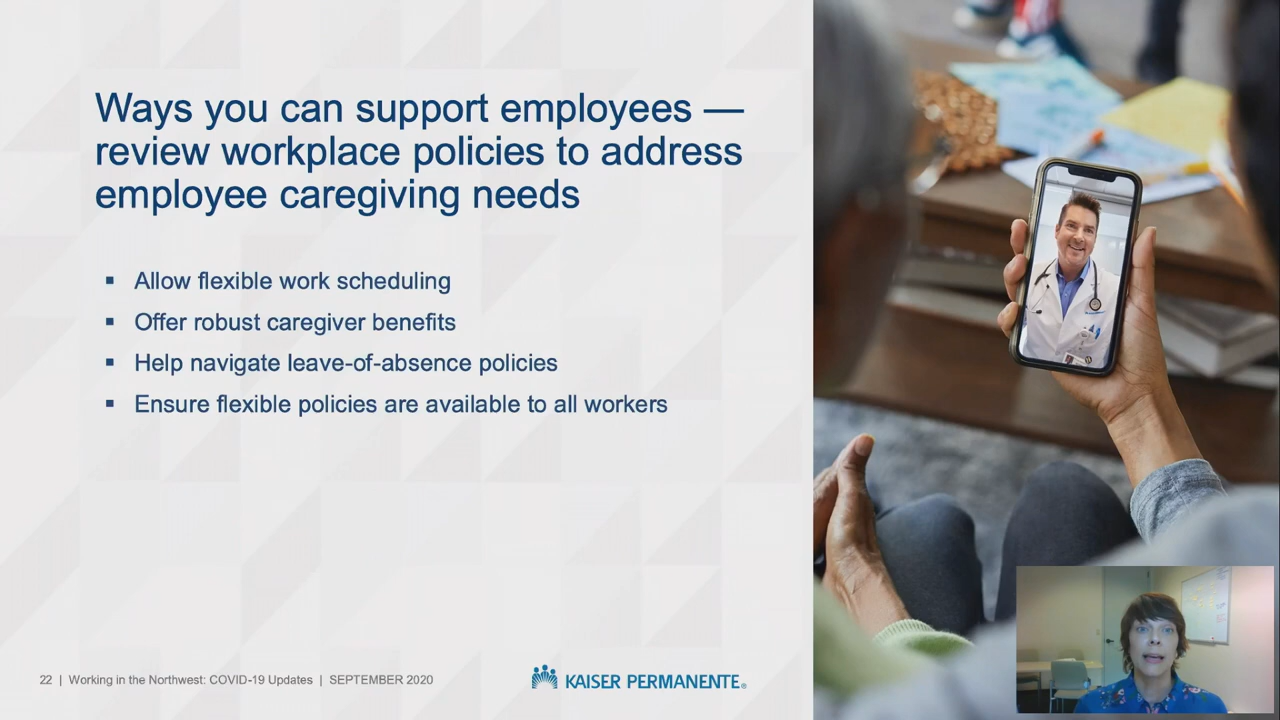 Ways you can support employees —
review workplace policies to address
employee caregiving needs
▪ Allow flexible work scheduling
▪ Offer robust caregiver benefits
▪ Help navigate leave-of-absence policies
▪ Ensure flexible policies are available to all workers
22 | Working in the Northwest: COVID-19 Updates | SEPTEMBER 2020
KAISER PERMANENTE®